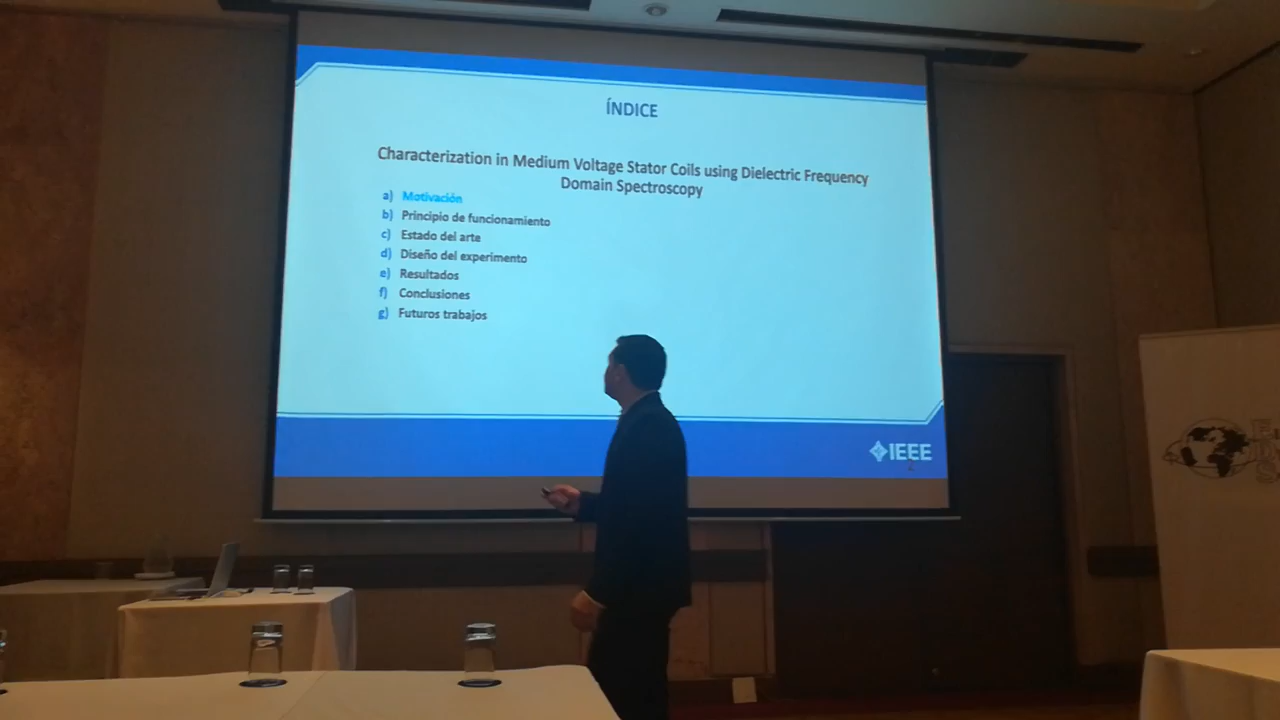 ÍNDICE
Characterization in Medium Voltage Stator Coils using Dielectric Frequency
Domain Spectroscopy
a) Motivación
b) Principio de funcionamiento
c) Estado del arte
d) Diseño del experimento
e) Resultados
f) Conclusiones
g) Futuros trabajos
IEEE
2